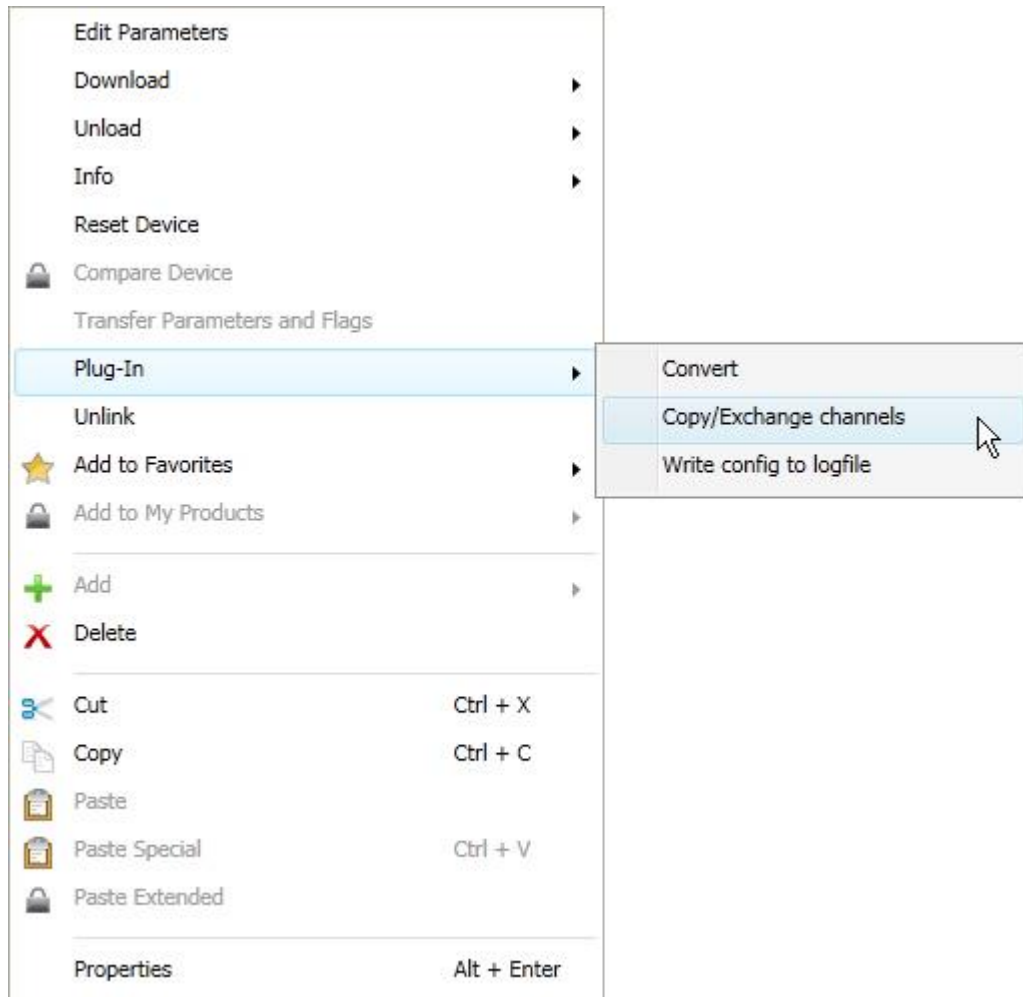 Edit Parameters
Download
Unload
Info
Reset Device
Compare Device
Transfer Parameters and Flags
Plug-In
Convert
Unlink
Copy/Exchange channels
Add to Favorites
Write config to logfile
Add to My Products
Add
Delete
Cut Ctrl + X
Copy Ctrl + C
Paste
Paste Special Ctrl + V
Paste Extended
Properties Alt + Enter